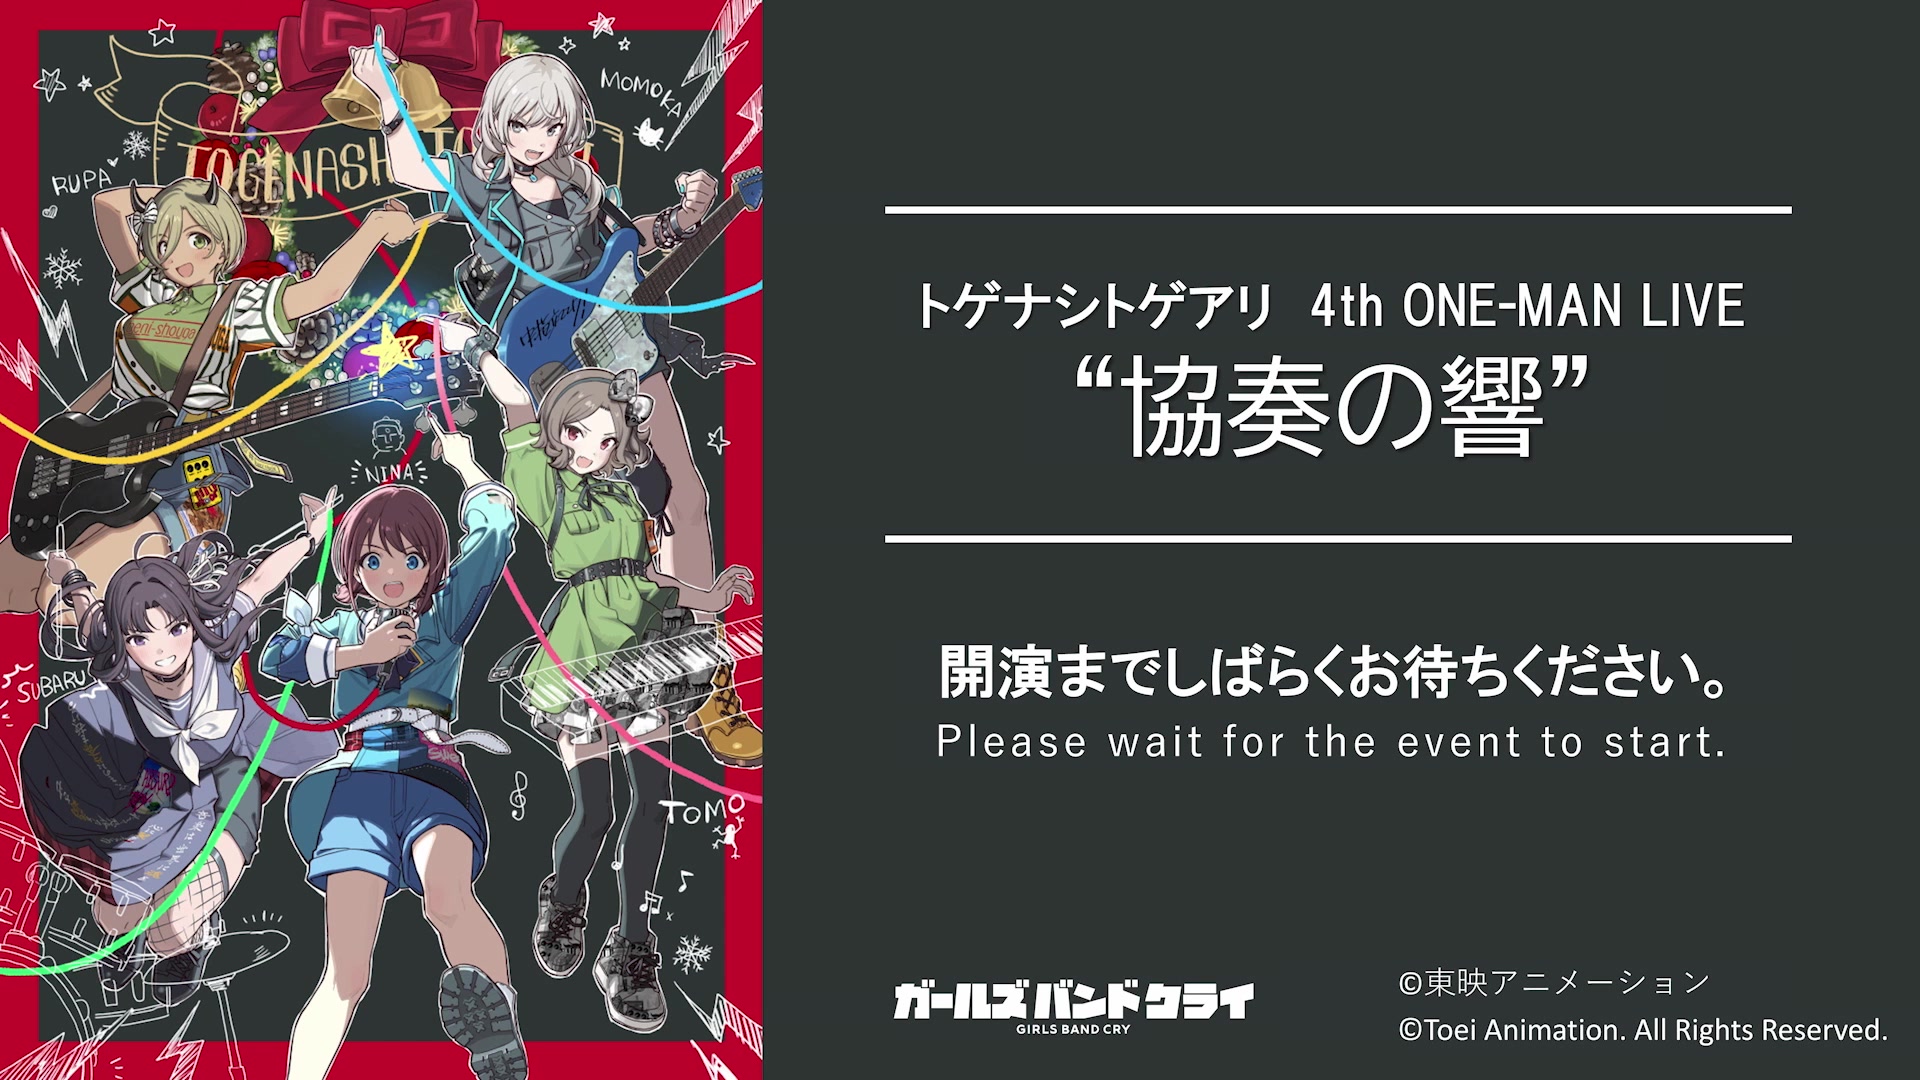 MOMOKA
TOGENASHI
RUPA
beni-shouga
NINA
SUBARU
TOMO
トゲナシトゲアリ 4th ONE-MAN LIVE
“協奏の響”
開演までしばらくお待ちください。
Please wait for the event to start.
ガールズバンドクライ
GIRLS BAND CRY
©東映アニメーション
©Toei Animation. All Rights Reserved.